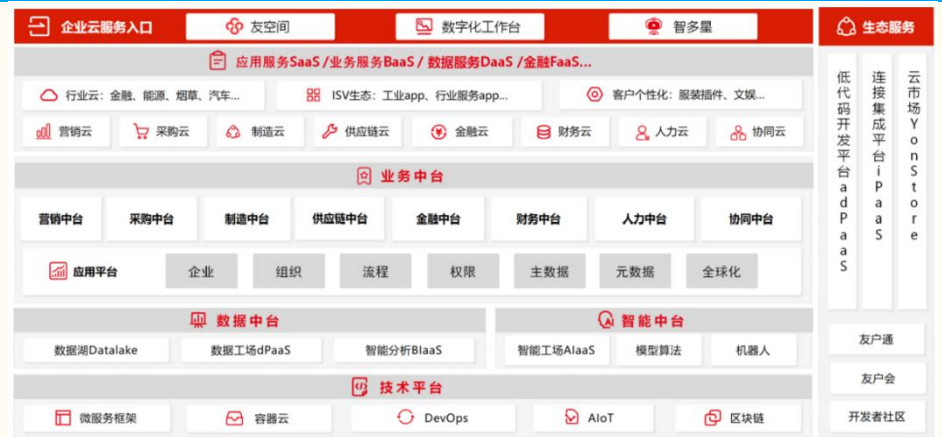 企业云服务入口 友空间 数字化工作台 智多星
应用服务SaaS/业务服务BaaS/数据服务DaaS/金融FaaS...
行业云：金融、能源、烟草、汽车... ISV生态：工业app、行业服务app... 客户个性化：服装插件、文娱...
营销云 采购云 制造云 供应链云 金融云 财务云 人力云 协同云
业务中台
营销中台 采购中台 制造中台 供应链中台 金融中台 财务中台 人力中台 协同中台
应用平台 企业 组织 流程 权限 主数据 元数据 全球化
数据中台
数据湖Datalake 数据工场dPaaS 智能分析BIaaS
智能中台
智能工场AIaaS 模型算法 机器人
技术平台
微服务框架 容器云 DevOps AIoT 区块链
生态服务
低代码开发平台adPaaS
连接集成平台iPaaS
云市场YonStore
友户通
友户会
开发者社区